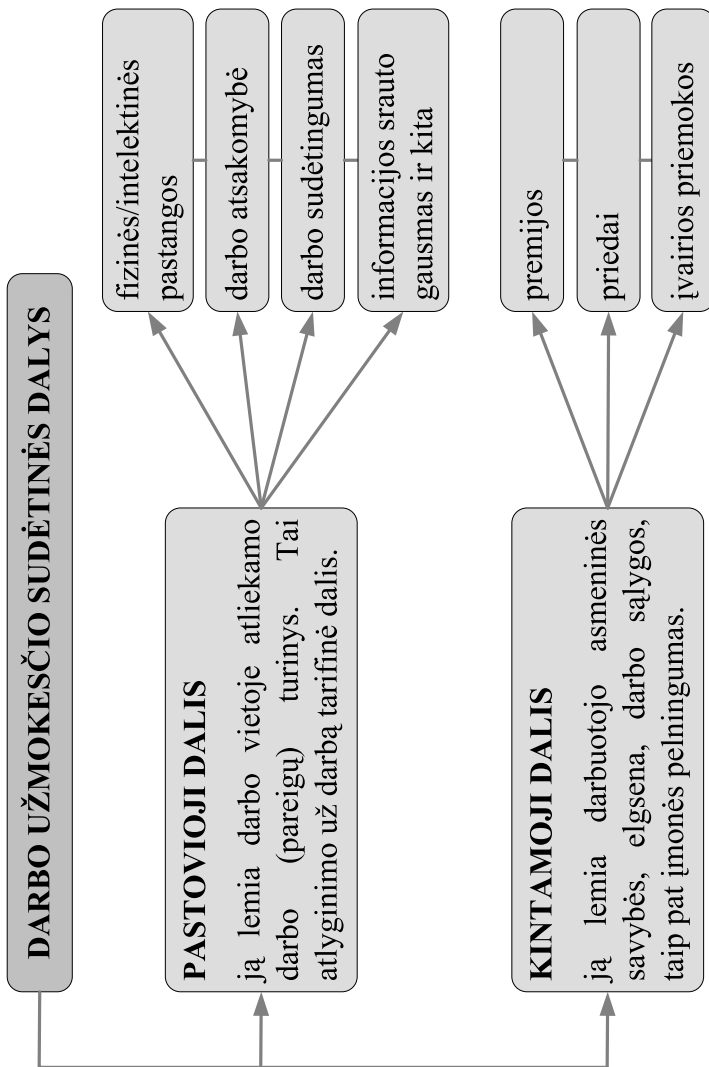 DARBO UŽMOKESČIO SUDĖTINĖS DALYS
PASTOVIOJI DALIS
ją lemia darbo vietoje atliekamo
darbo (pareigų) turinys. Tai
atlyginimo už darbą tarifinė dalis.
fizinės/intelektinės
pastangos
darbo atsakomybė
darbo sudėtingumas
informacijos srauto
gausmas ir kita
KINTAMOJI DALIS
ją lemia darbuotojo asmeninės
savybės, elgsena, darbo sąlygos,
taip pat įmonės pelningumas.
premijos
priedai
įvairios priemokos